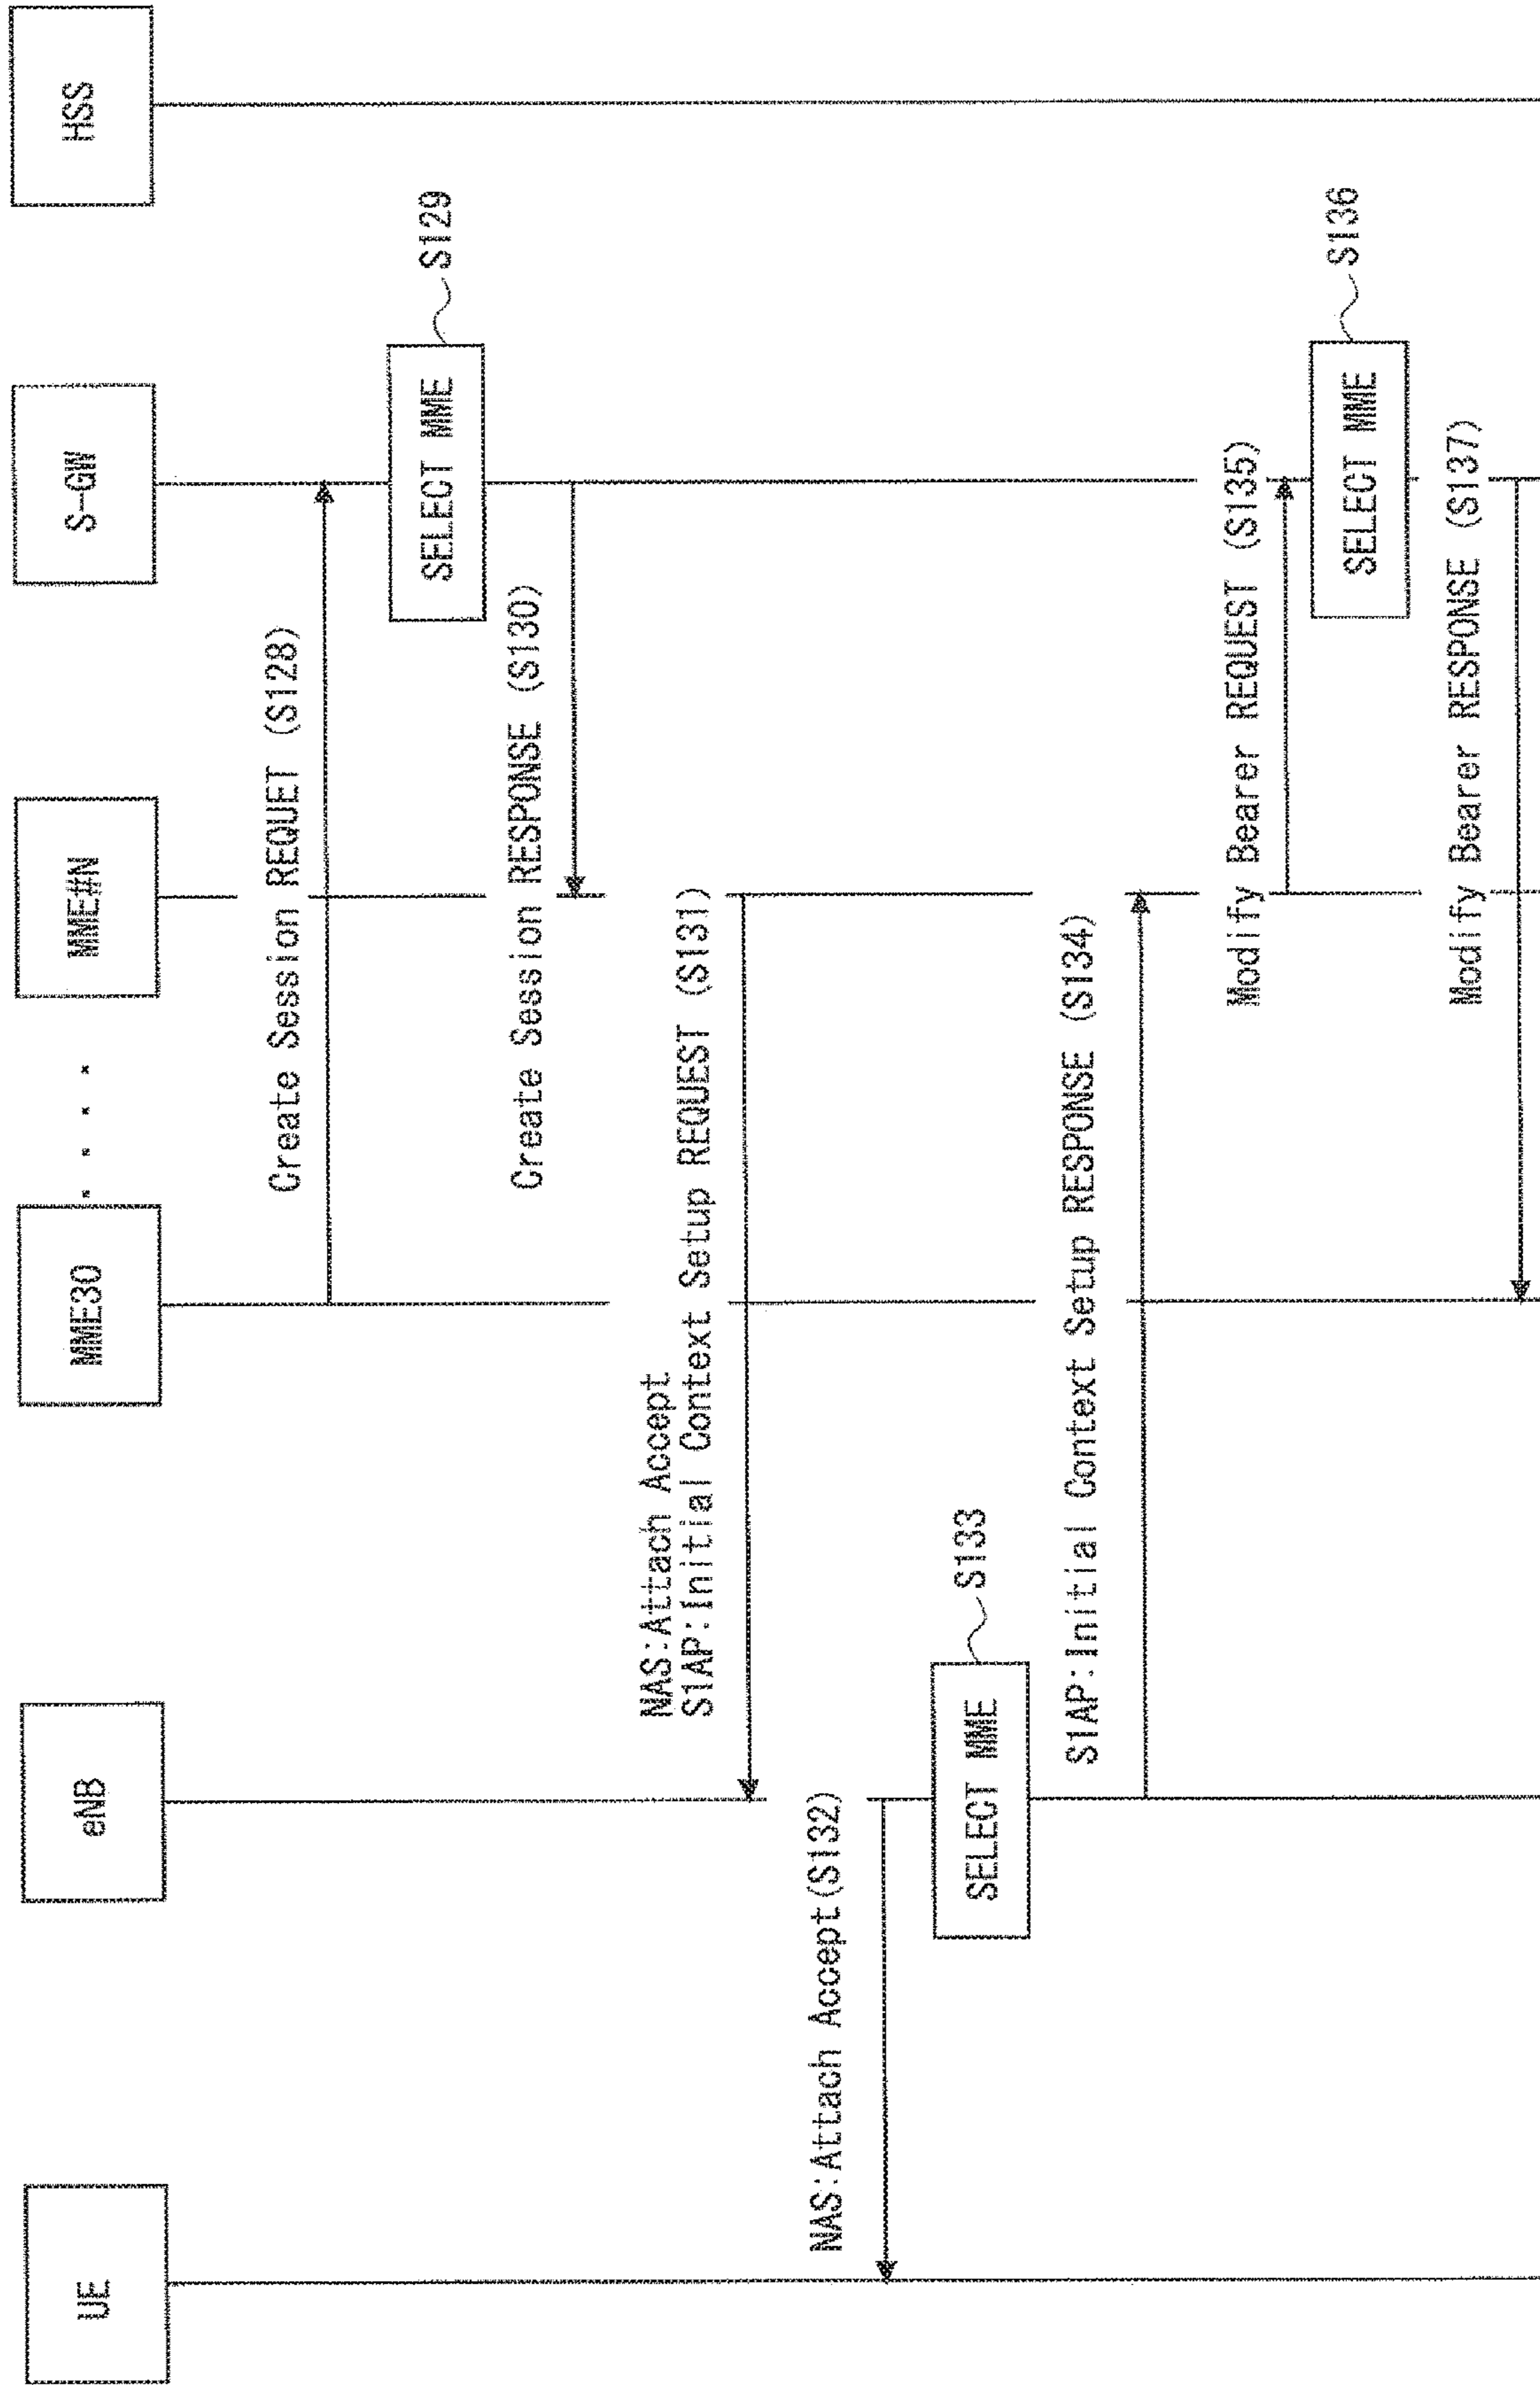 UE
eNB
MME30
. . . .
MME#N
S-GW
HSS
Create Session REQUET (S128)
SELECT MME
S129
Create Session RESPONSE (S130)
NAS:Attach Accept
S1AP:Initial Context Setup REQUEST (S131)
NAS:Attach Accept(S132)
SELECT MME
S133
S1AP:Initial Context Setup RESPONSE (S134)
Modify Bearer REQUEST (S135)
SELECT MME
S136
Modify Bearer RESPONSE (S137)